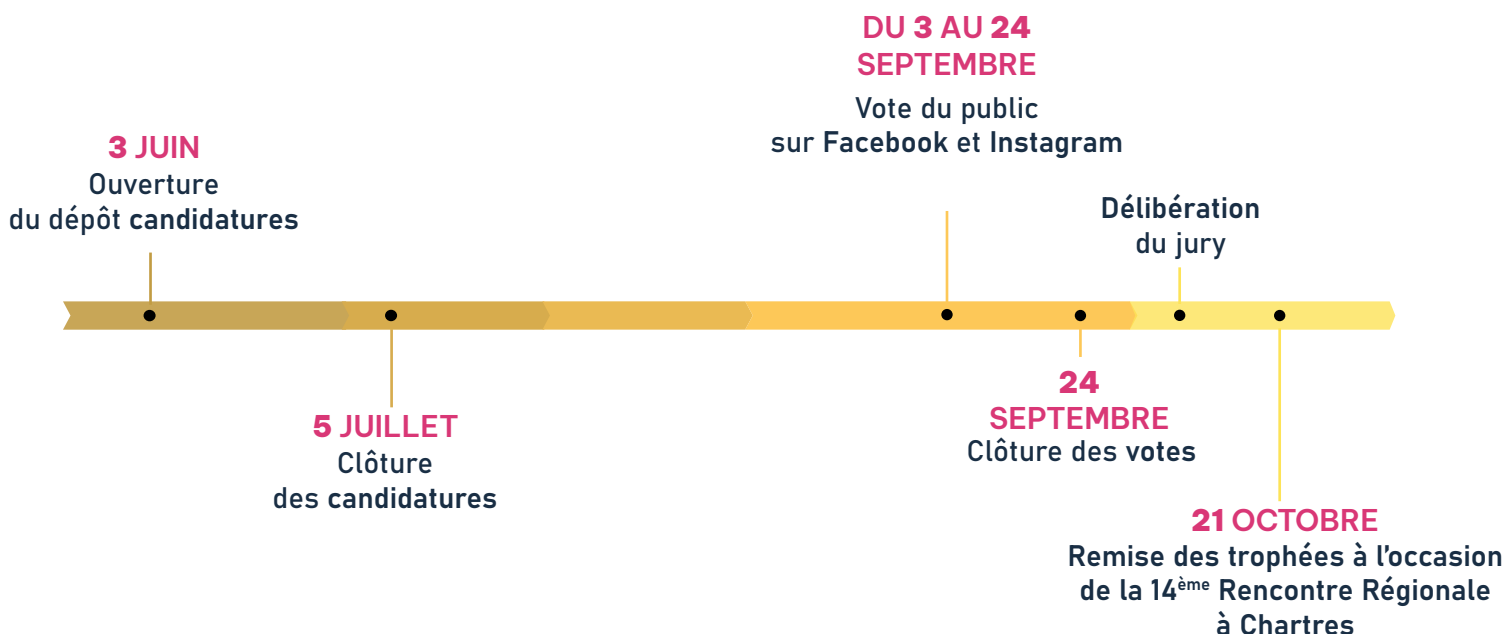 3 JUIN
Ouverture
du dépôt candidatures
5 JUILLET
Clôture
des candidatures
DU 3 AU 24
SEPTEMBRE
Vote du public
sur Facebook et Instagram
24
SEPTEMBRE
Clôture des votes
Délibération
du jury
21 OCTOBRE
Remise des trophées à l'occasion
de la 14ème Rencontre Régionale
à Chartres